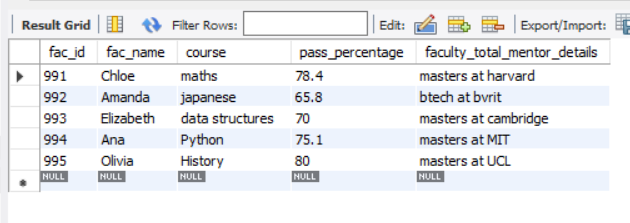 Result Grid Filter Rows: Edit: Export/Import:
fac_id fac_name course pass_percentage faculty_total_mentor_details
991 Chloe maths 78.4 masters at harvard
992 Amanda japanese 65.8 btech at bvrit
993 Elizabeth data structures 70 masters at cambridge
994 Ana Python 75.1 masters at MIT
995 Olivia History 80 masters at UCL
NULL NULL NULL NULL NULL